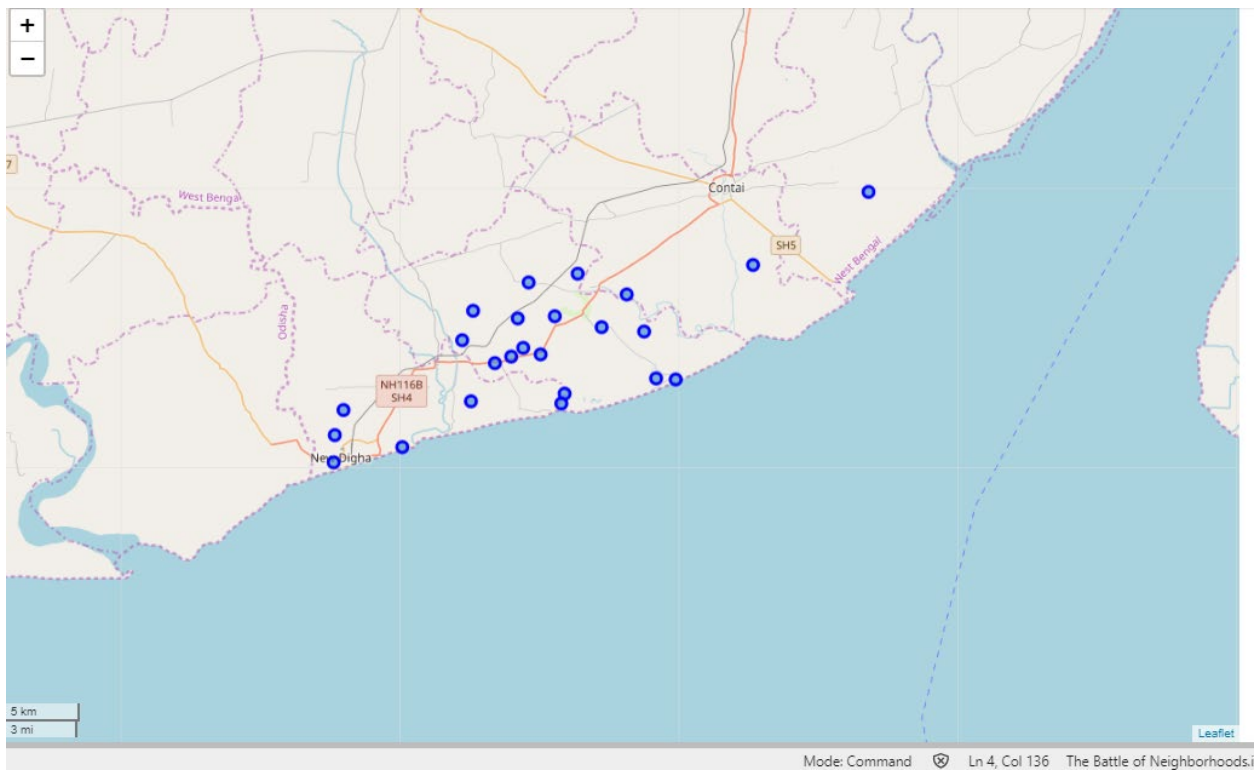 +
−
7
West Bengal
Contai
SH5
West Bengal
Odisha
NH116B
SH4
New Digha
5 km
3 mi
Leaflet
Mode: Command Ln 4, Col 136 The Battle of Neighborhoods.i